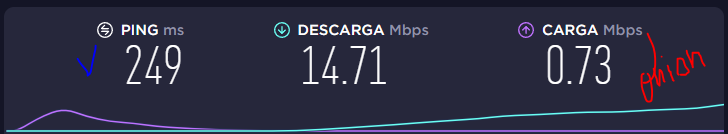 PING ms
DESCARGA Mbps
CARGA Mbps
249
14.71
0.73